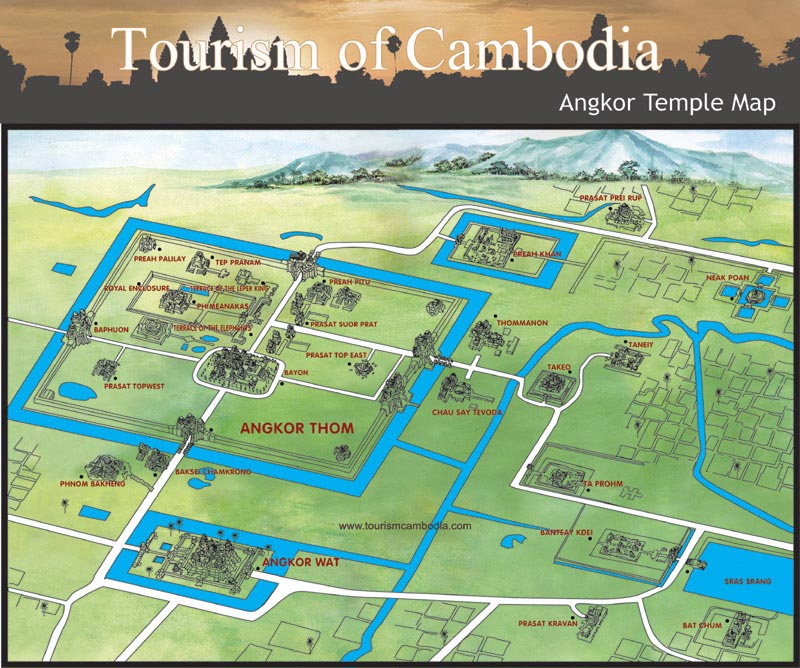 Tourism of Cambodia
Angkor Temple Map
PRASAT PREI RUP
PREAH PALILAY
TEP PRANAM
PREAH KHAN
NEAK POAN
ROYAL ENCLOSURE
TERRACE OF THE LEPER KING
PREAH PITU
PHIMEANAKAS
BAPHUON
TERRACE OF THE ELEPHANTS
PRASAT SUOR PRAT
THOMMANON
TANEIY
PRASAT TOP EAST
TAKEO
PRASAT TOPWEST
BAYON
CHAU SAY TEVODA
ANGKOR THOM
PHNOM BAKHENG
BAKSEI CHAMKRONG
TA PROHM
www.tourismcambodia.com
BANTEAY KDEI
ANGKOR WAT
SRAS SRANG
PRASAT KRAVAN
BAT CHUM